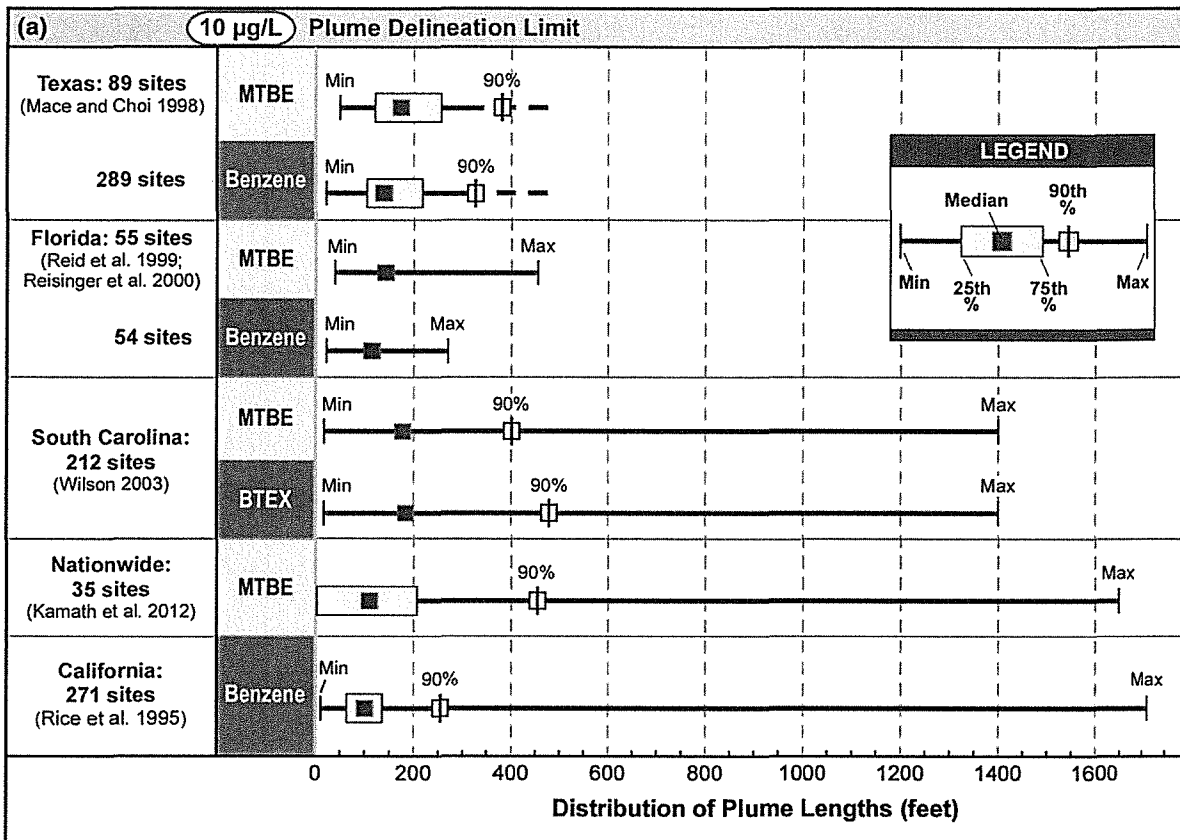 (a) 10 µg/L Plume Delineation Limit
Texas: 89 sites
(Mace and Choi 1998)
MTBE
Min
90%
289 sites
Benzene
Min
90%
Florida: 55 sites
(Reid et al. 1999;
Reisinger et al. 2000)
MTBE
Min
Max
54 sites
Benzene
Min
Max
South Carolina:
212 sites
(Wilson 2003)
MTBE
Min
90%
Max
BTEX
Min
90%
Max
Nationwide:
35 sites
(Kamath et al. 2012)
MTBE
90%
Max
California:
271 sites
(Rice et al. 1995)
Benzene
Min
90%
Max
LEGEND
Median
90th
%
Min
25th
%
75th
%
Max
0 200 400 600 800 1000 1200 1400 1600
Distribution of Plume Lengths (feet)